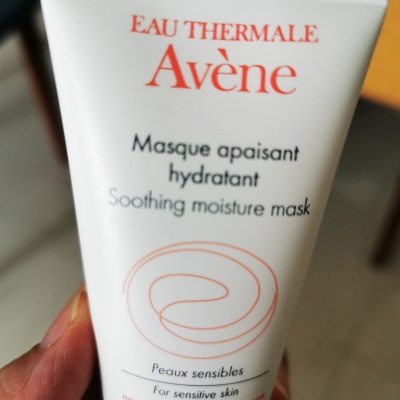 EAU THERMALE
Avène
Masque apaisant
hydratant
Soothing moisture mask
Peaux sensibles
For sensitive skin